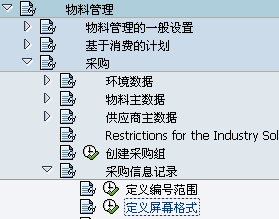 物料管理
物料管理的一般设置
基于消费的计划
采购
环境数据
物料主数据
供应商主数据
Restrictions for the Industry Sol
创建采购组
采购信息记录
定义编号范围
定义屏幕格式